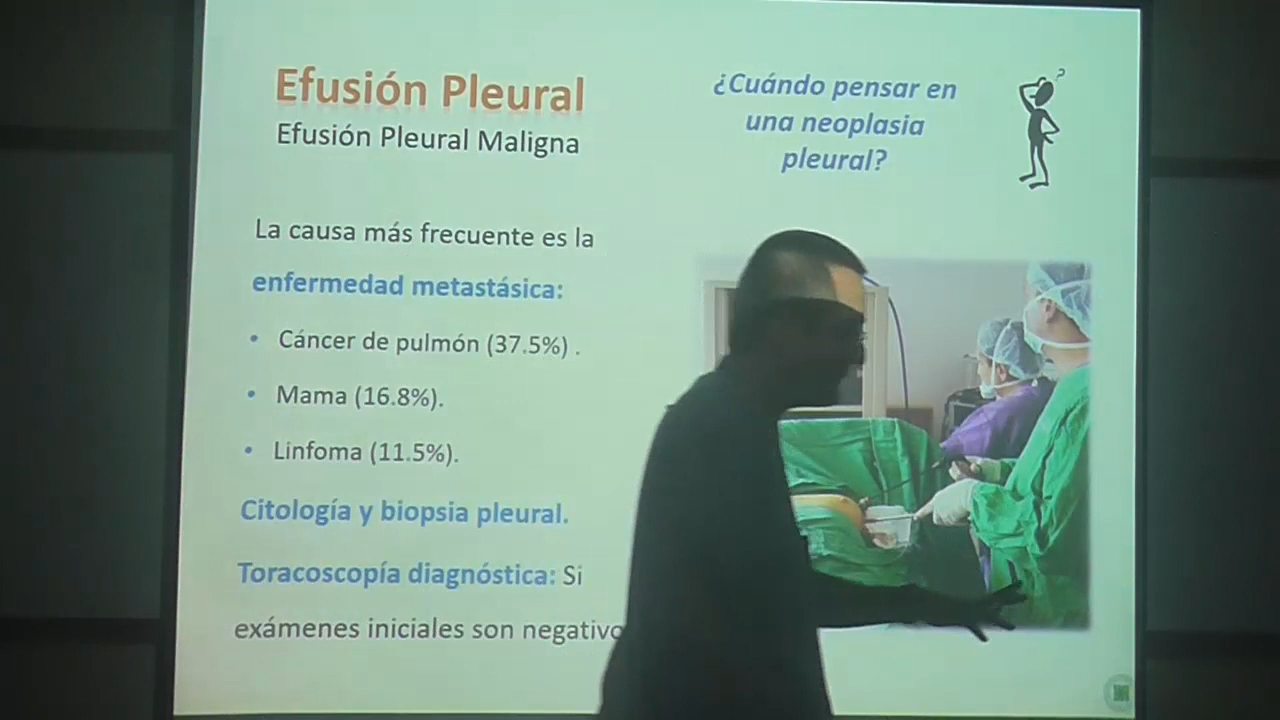 Efusión Pleural
Efusión Pleural Maligna
¿Cuándo pensar en
una neoplasia
pleural?
?
La causa más frecuente es la
enfermedad metastásica:
• Cáncer de pulmón (37.5%) .
• Mama (16.8%).
• Linfoma (11.5%).
Citología y biopsia pleural.
Toracoscopía diagnóstica: Si
exámenes iniciales son negativo